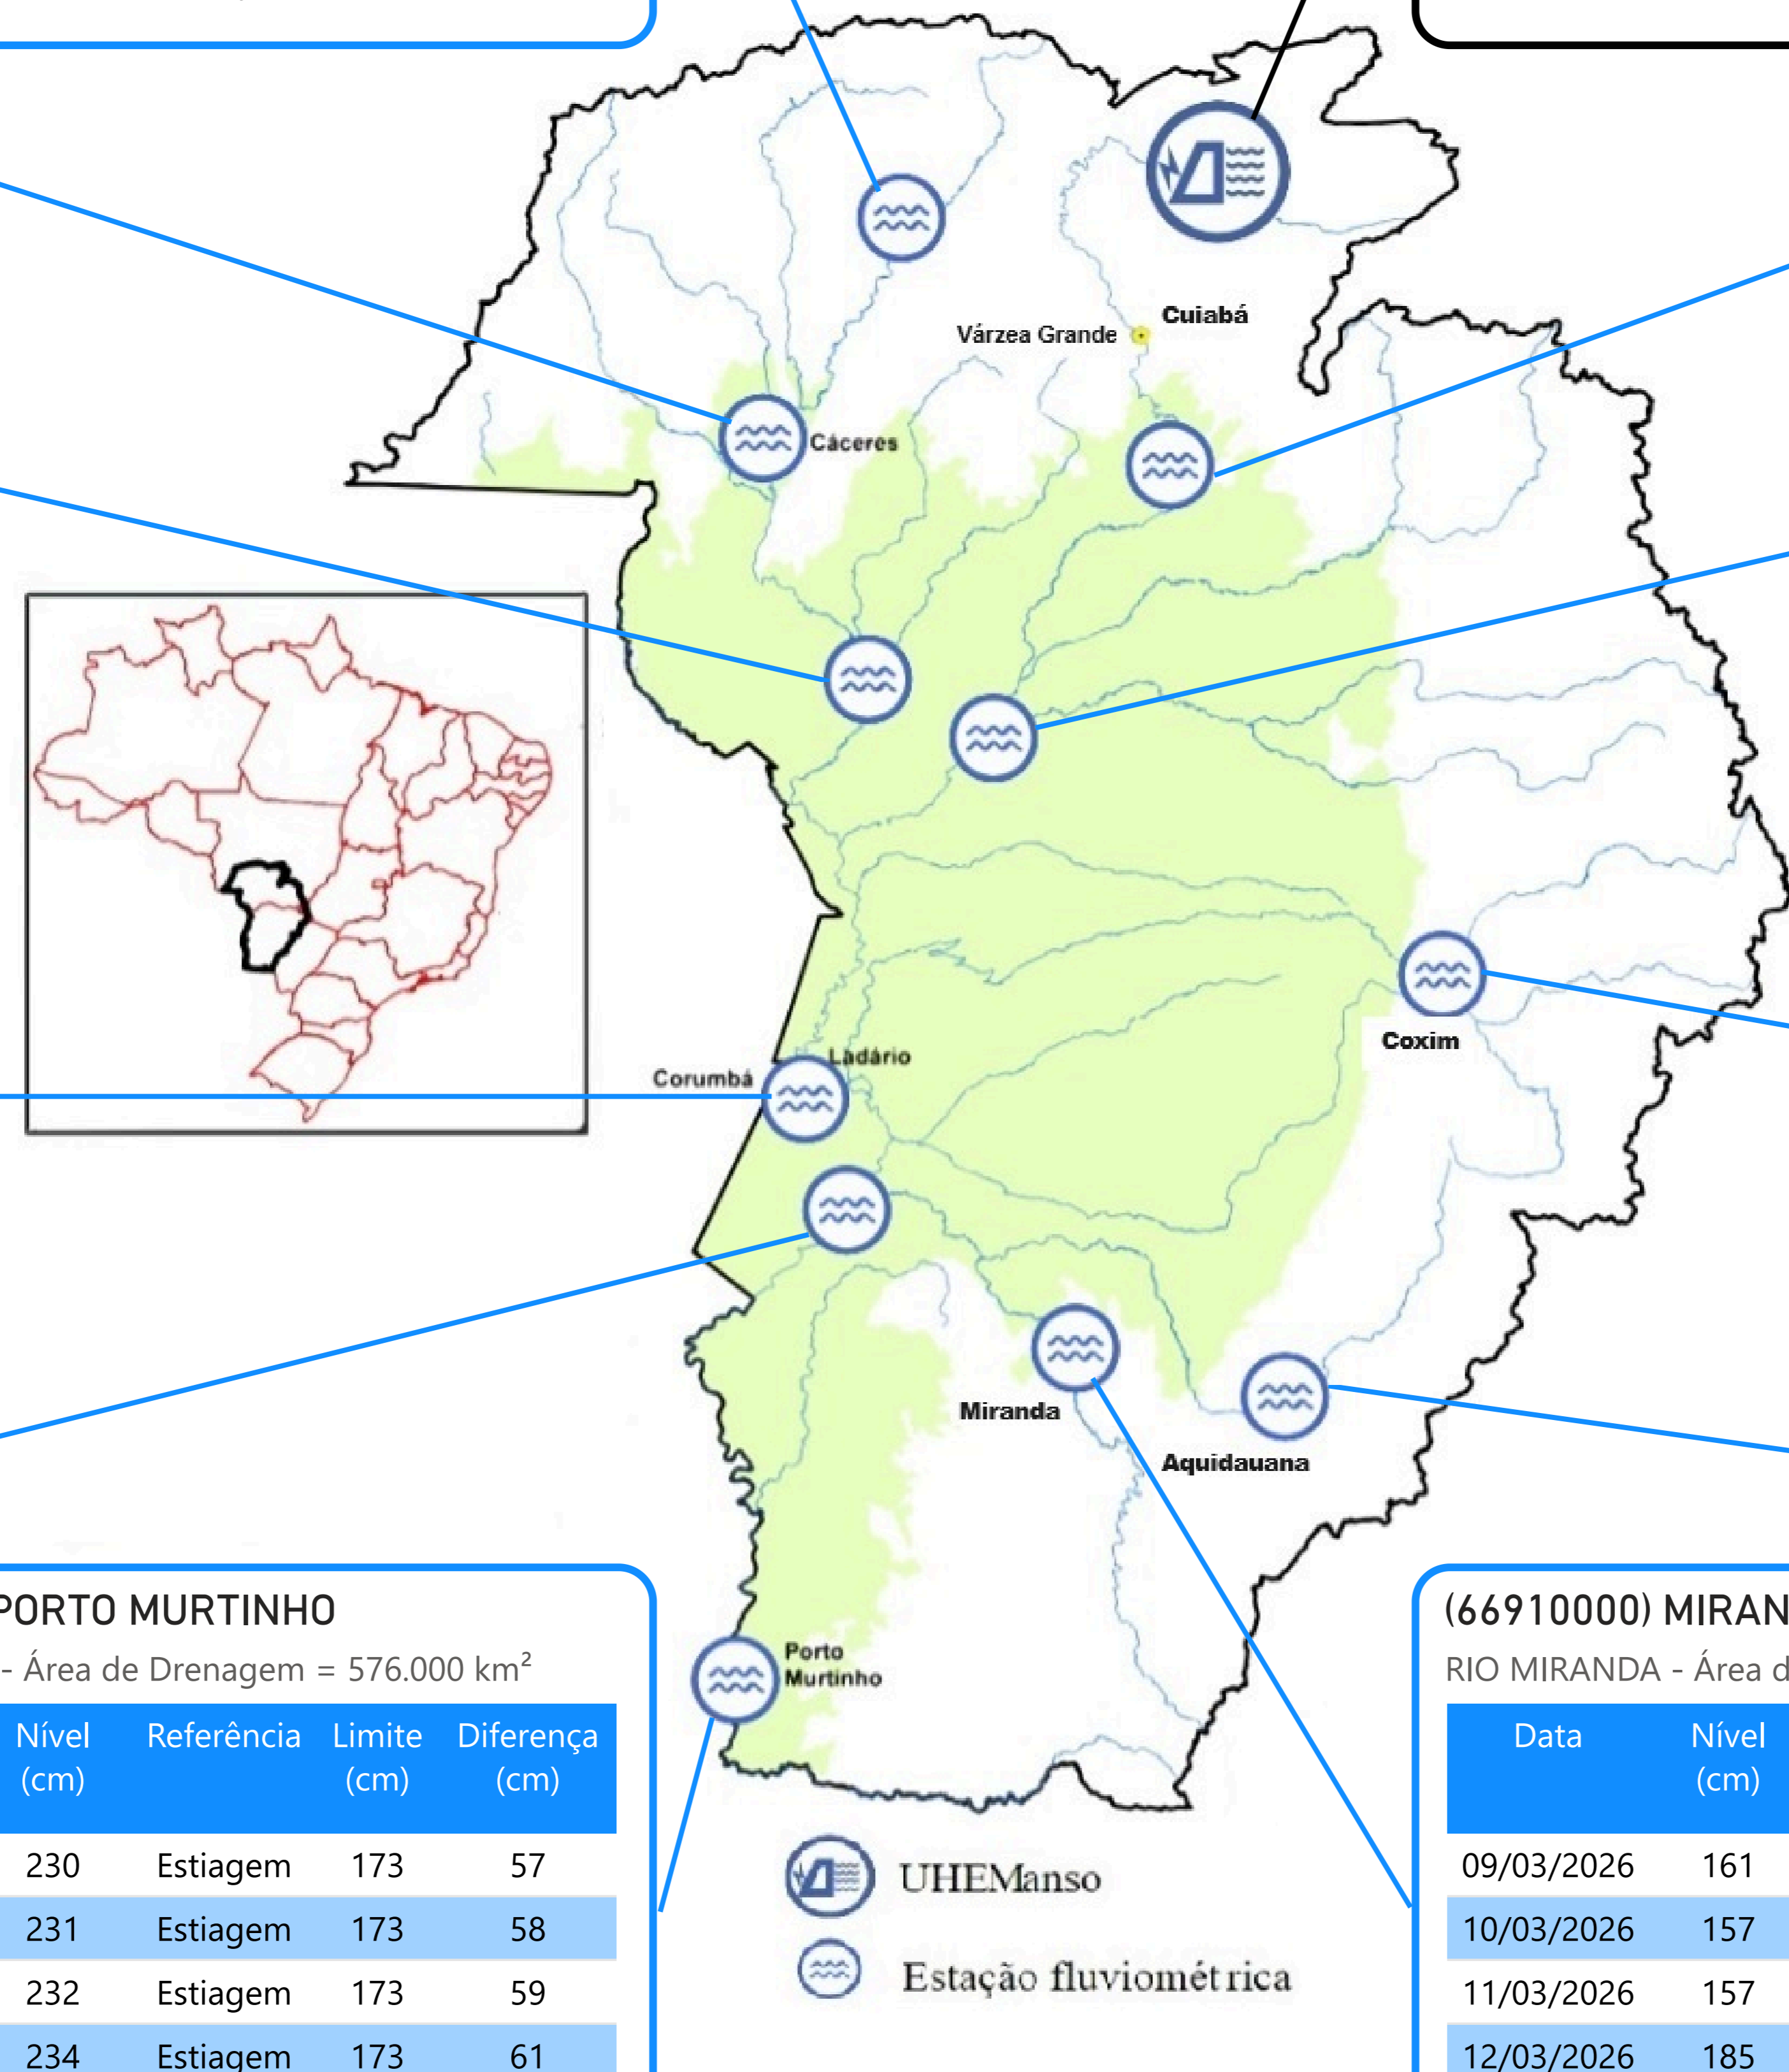 Cuiabá
Várzea Grande
Cáceres
Coxim
Ladário
Corumbá
Miranda
Aquidauana
Porto
Murtinho
PORTO MURTINHO
- Área de Drenagem = 576.000 km²
Nível (cm) Referência Limite (cm) Diferença (cm)
230 Estiagem 173 57
231 Estiagem 173 58
232 Estiagem 173 59
234 Estiagem 173 61
UHEManso
Estação fluviométrica
(66910000) MIRAN
RIO MIRANDA - Área d
Data Nível (cm)
09/03/2026 161
10/03/2026 157
11/03/2026 157
12/03/2026 185